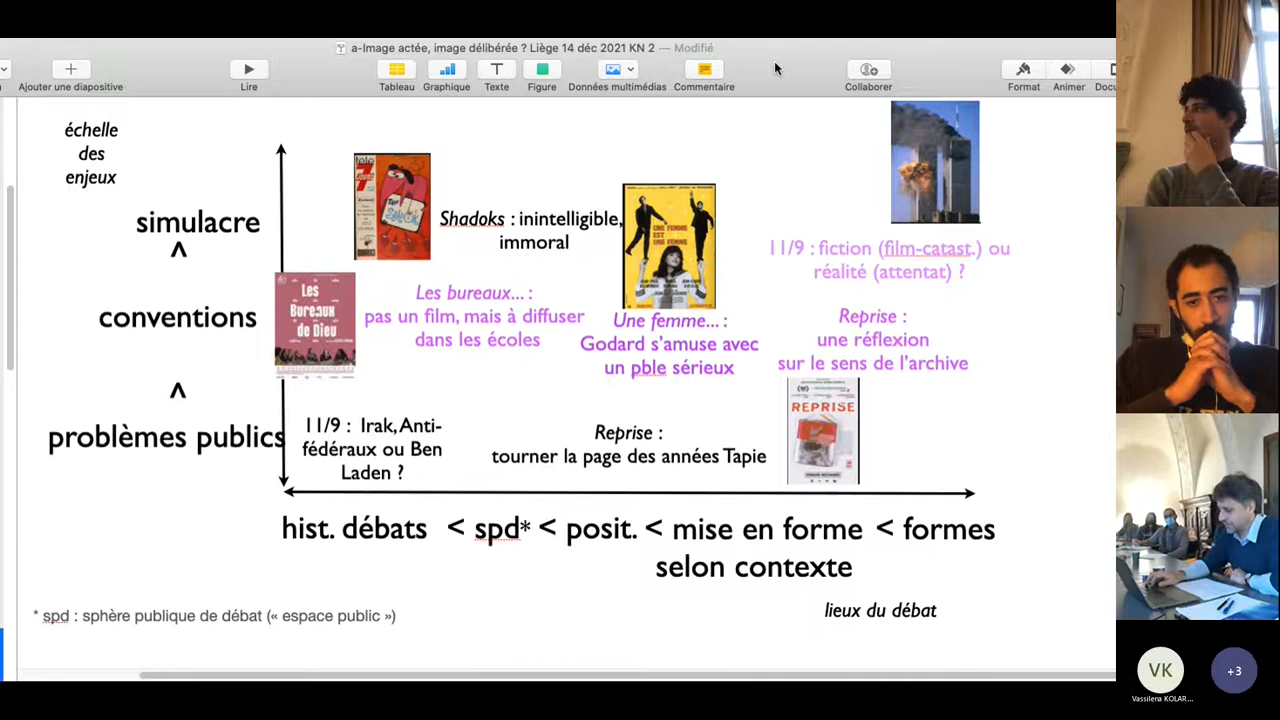 a-Image actée, image délibérée ? Liège 14 déc 2021 KN 2 — Modifié
Ajouter une diapositive
Lire
Tableau
Graphique
Texte
Figure
Données multimédias
Commentaire
Collaborer
Format
Animer
Docu
échelle
des
enjeux
simulacre
^
conventions
^
problèmes publics
télé
7
Shadoks : inintelligible,
immoral
UNE FEMME
EST
UNE FEMME
11/9 : fiction (film-catast.) ou
réalité (attentat) ?
Les
Bureaux
de Dieu
Les bureaux... :
pas un film, mais à diffuser
dans les écoles
Une femme... :
Godard s'amuse avec
un pble sérieux
Reprise :
une réflexion
sur le sens de l'archive
REPRISE
11/9 : Irak, Anti-
fédéraux ou Ben
Laden ?
Reprise :
tourner la page des années Tapie
hist. débats < spd* < posit. < mise en forme < formes
selon contexte
lieux du débat
* spd : sphère publique de débat (« espace public »)
VK
Vassilena KOLAR...
+3